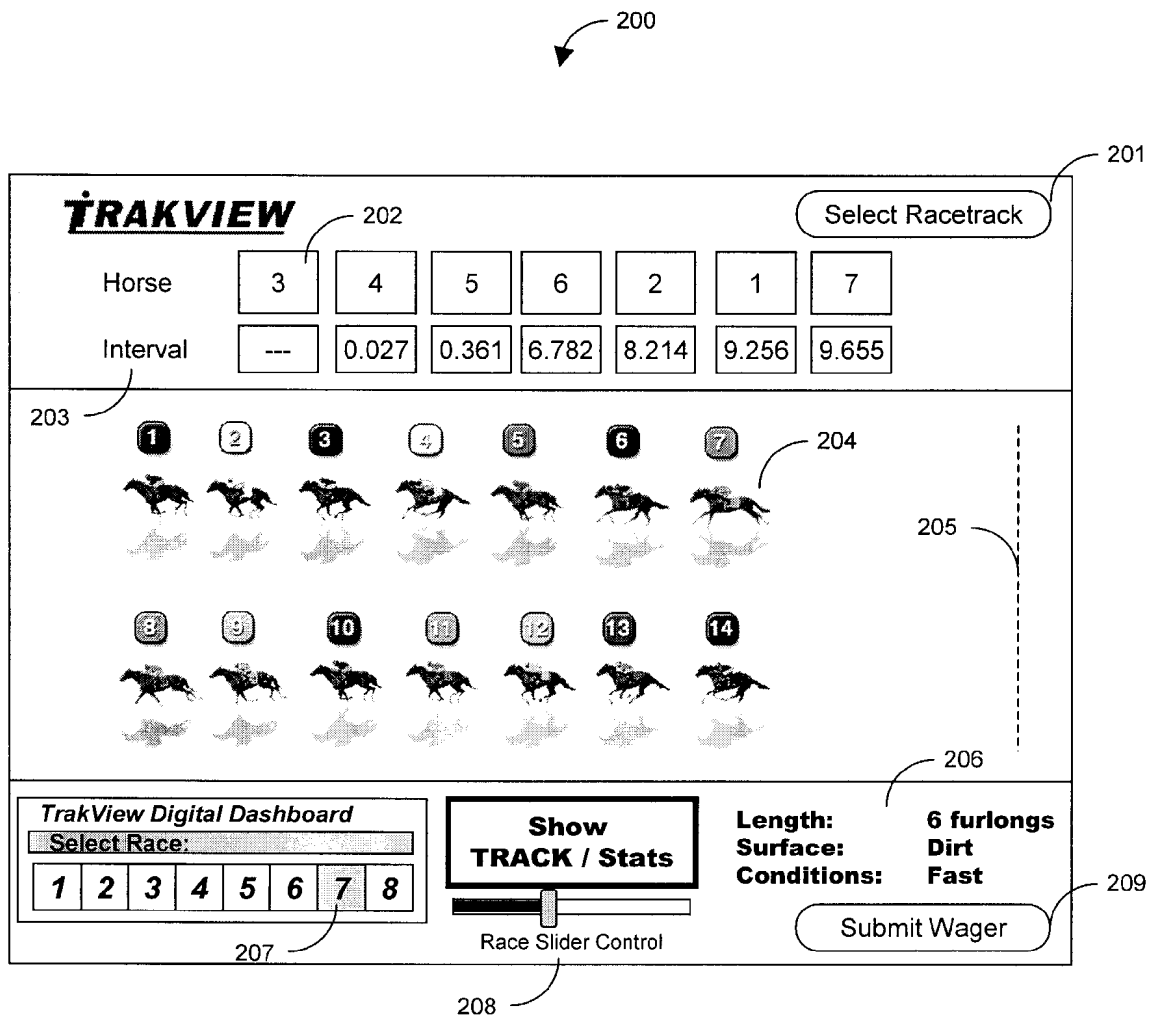 200
201
TRAKVIEW
202
Select Racetrack
Horse 3 4 5 6 2 1 7
Interval --- 0.027 0.361 6.782 8.214 9.256 9.655
203
1 2 3 4 5 6 7
204
205
8 9 10 11 12 13 14
206
TrakView Digital Dashboard
Select Race:
1 2 3 4 5 6 7 8
207
Show
TRACK / Stats
Race Slider Control
208
Length: 6 furlongs
Surface: Dirt
Conditions: Fast
209
Submit Wager